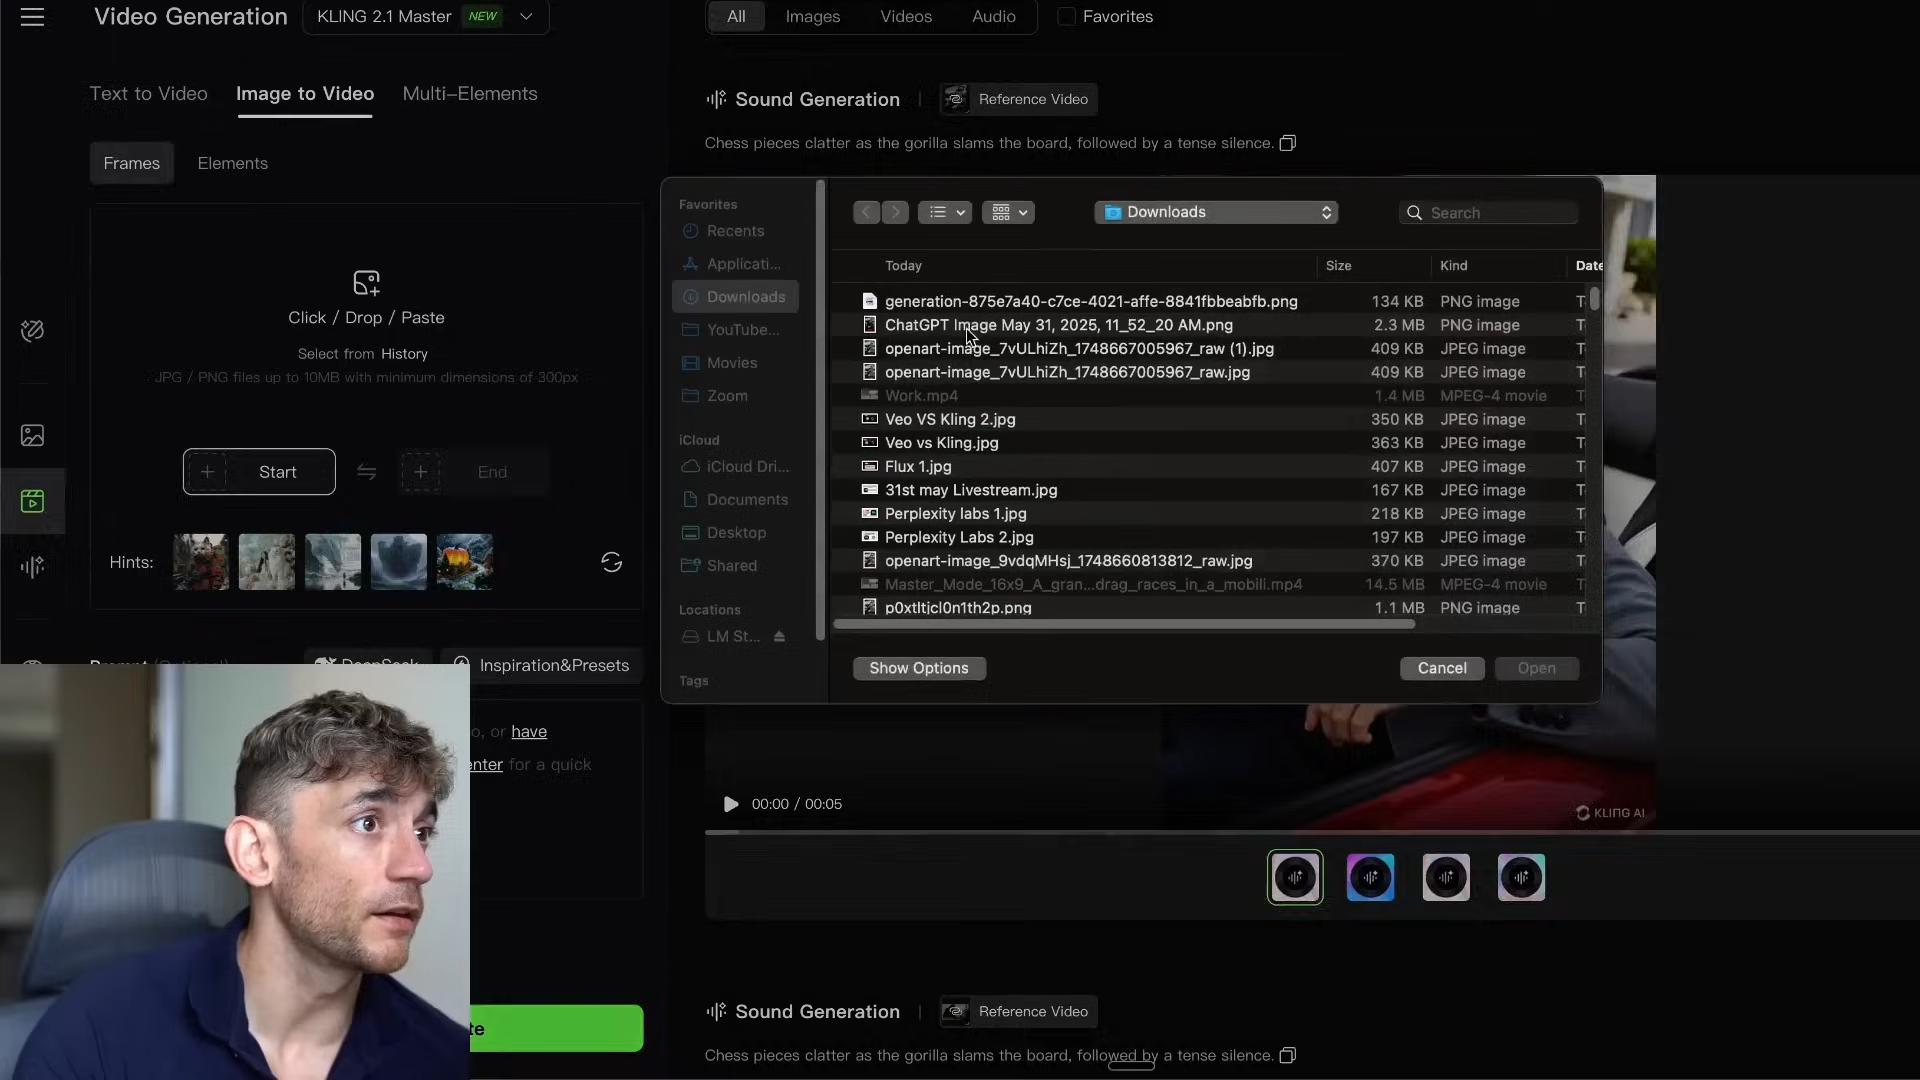 Video Generation
KLING 2.1 Master NEW
All
Images
Videos
Audio
Favorites
Text to Video
Image to Video
Multi-Elements
Frames
Elements
Click / Drop / Paste
Select from History
JPG / PNG files up to 10MB with minimum dimensions of 300px
Start
End
Hints:
DeepSeek
Inspiration&Presets
o, or have
enter for a quick
te
Sound Generation
Reference Video
Chess pieces clatter as the gorilla slams the board, followed by a tense silence.
Favorites
Recents
Applicati...
Downloads
YouTube...
Movies
Zoom
iCloud
iCloud Dri...
Documents
Desktop
Shared
Locations
LM St...
Tags
Downloads
Search
Today Size Kind Date
generation-875e7a40-c7ce-4021-affe-8841fbbeabfb.png 134 KB PNG image T
ChatGPT Image May 31, 2025, 11_52_20 AM.png 2.3 MB PNG image T
openart-image_7vULhiZh_1748667005967_raw (1).jpg 409 KB JPEG image T
openart-image_7vULhiZh_1748667005967_raw.jpg 409 KB JPEG image T
Work.mp4 1.4 MB MPEG-4 movie T
Veo VS Kling 2.jpg 350 KB JPEG image T
Veo vs Kling.jpg 363 KB JPEG image T
Flux 1.jpg 407 KB JPEG image T
31st may Livestream.jpg 167 KB JPEG image T
Perplexity labs 1.jpg 218 KB JPEG image T
Perplexity Labs 2.jpg 197 KB JPEG image T
openart-image_9vdqMHsj_1748660813812_raw.jpg 370 KB JPEG image T
Master_Mode_16x9_A_gran...drag_races_in_a_mobili.mp4 14.5 MB MPEG-4 movie T
p0xtltjcl0n1th2p.png 1.1 MB PNG image T
Show Options
Cancel
Open
00:00 / 00:05
KLING AI
Sound Generation
Reference Video
Chess pieces clatter as the gorilla slams the board, followed by a tense silence.